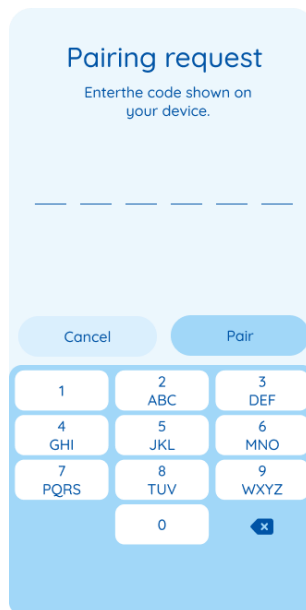 Pairing request
Enterthe code shown on
your device.
Cancel
Pair
1
2
ABC
3
DEF
4
GHI
5
JKL
6
MNO
7
PQRS
8
TUV
9
WXYZ
0